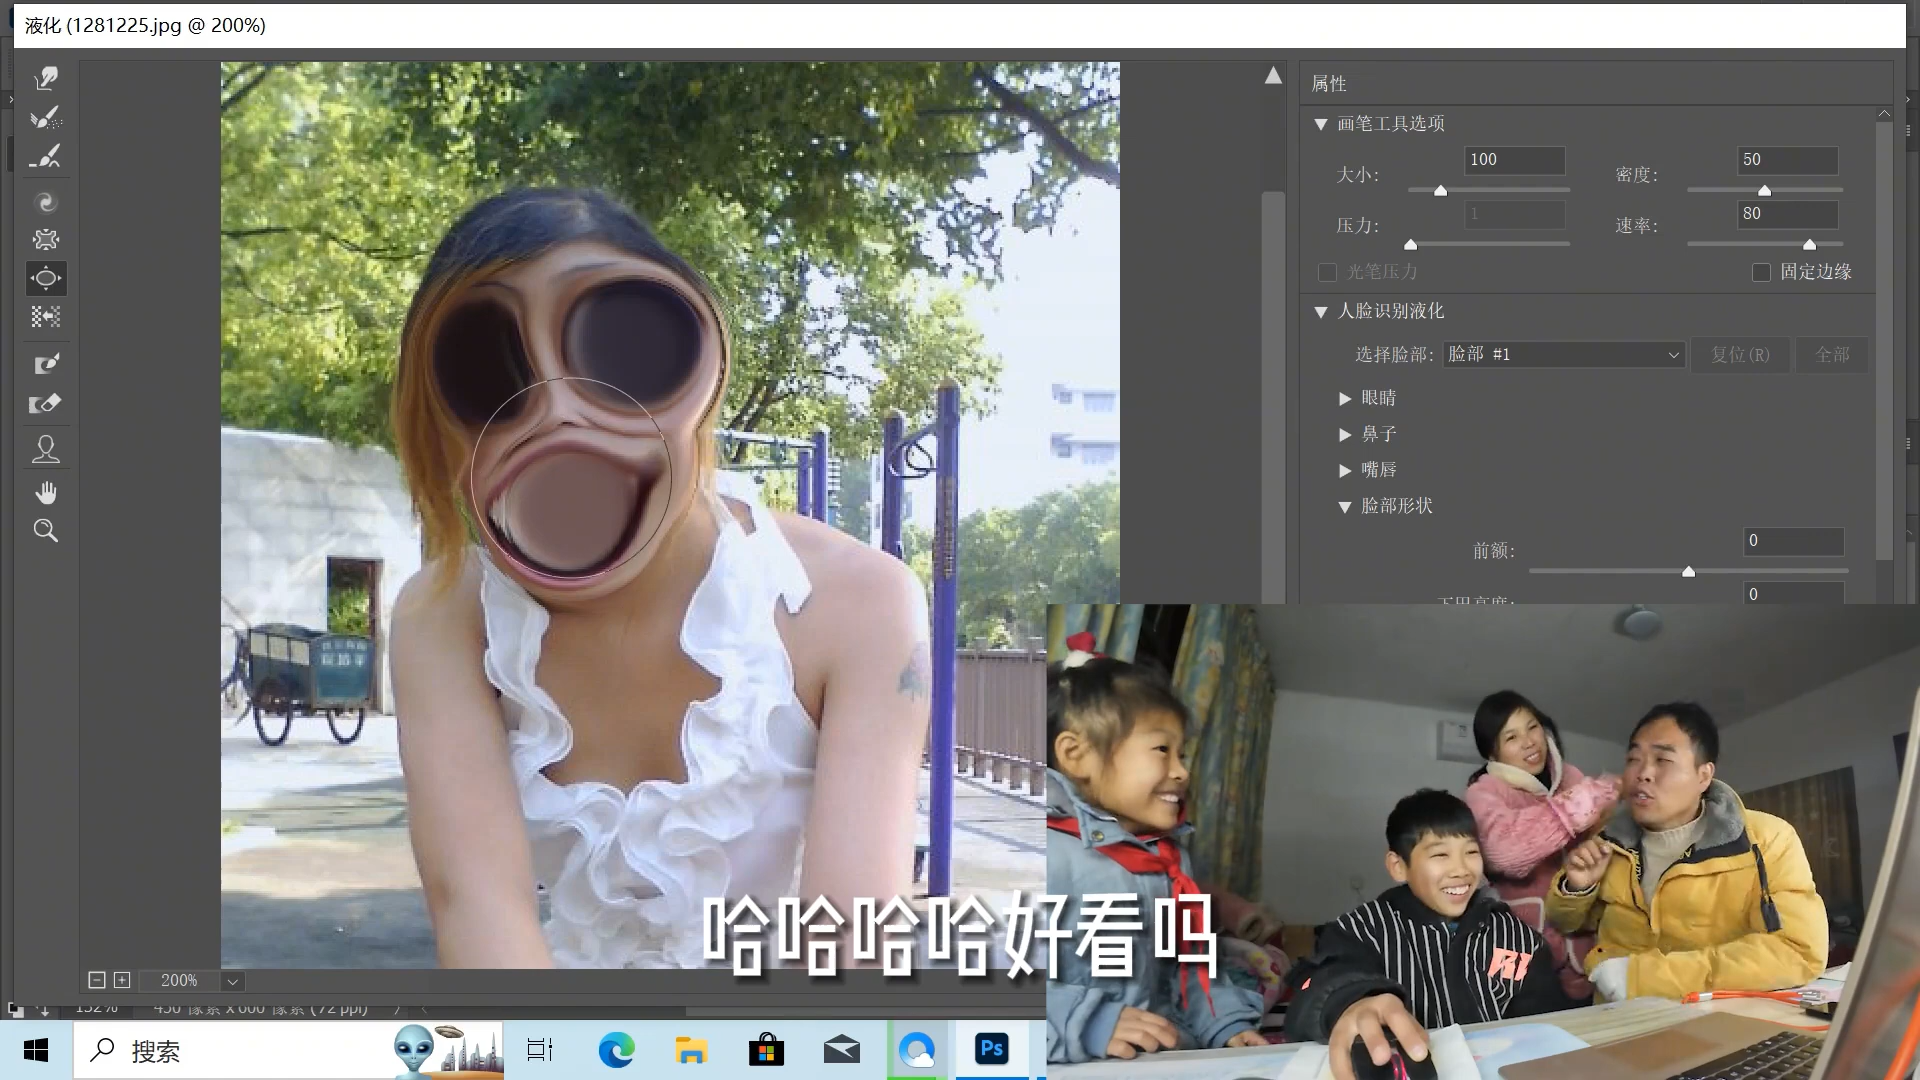 液化 (1281225.jpg @ 200%)
属性
画笔工具选项
大小: 100
密度: 50
压力: 1
速率: 80
光笔压力
固定边缘
人脸识别液化
选择脸部: 脸部 #1
复位(R)
全部
眼睛
鼻子
嘴唇
脸部形状
前额: 0
0
哈哈哈哈好看吗
200%
搜索
Ps